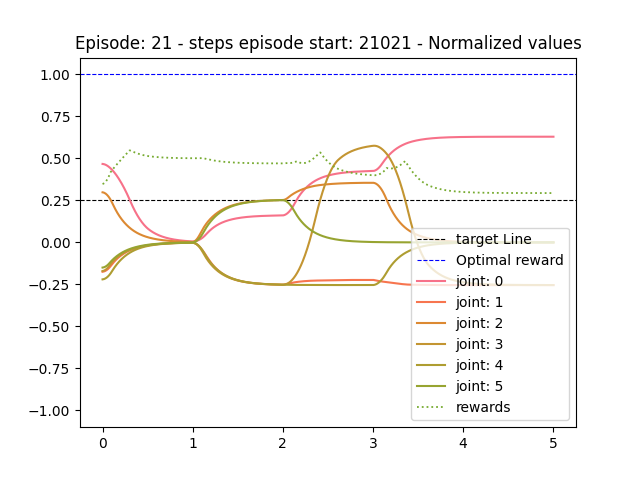 Episode: 21 - steps episode start: 21021 - Normalized values
1.00
0.75
0.50
0.25
0.00
−0.25
−0.50
−0.75
−1.00
target Line
Optimal reward
joint: 0
joint: 1
joint: 2
joint: 3
joint: 4
joint: 5
rewards
0 1 2 3 4 5